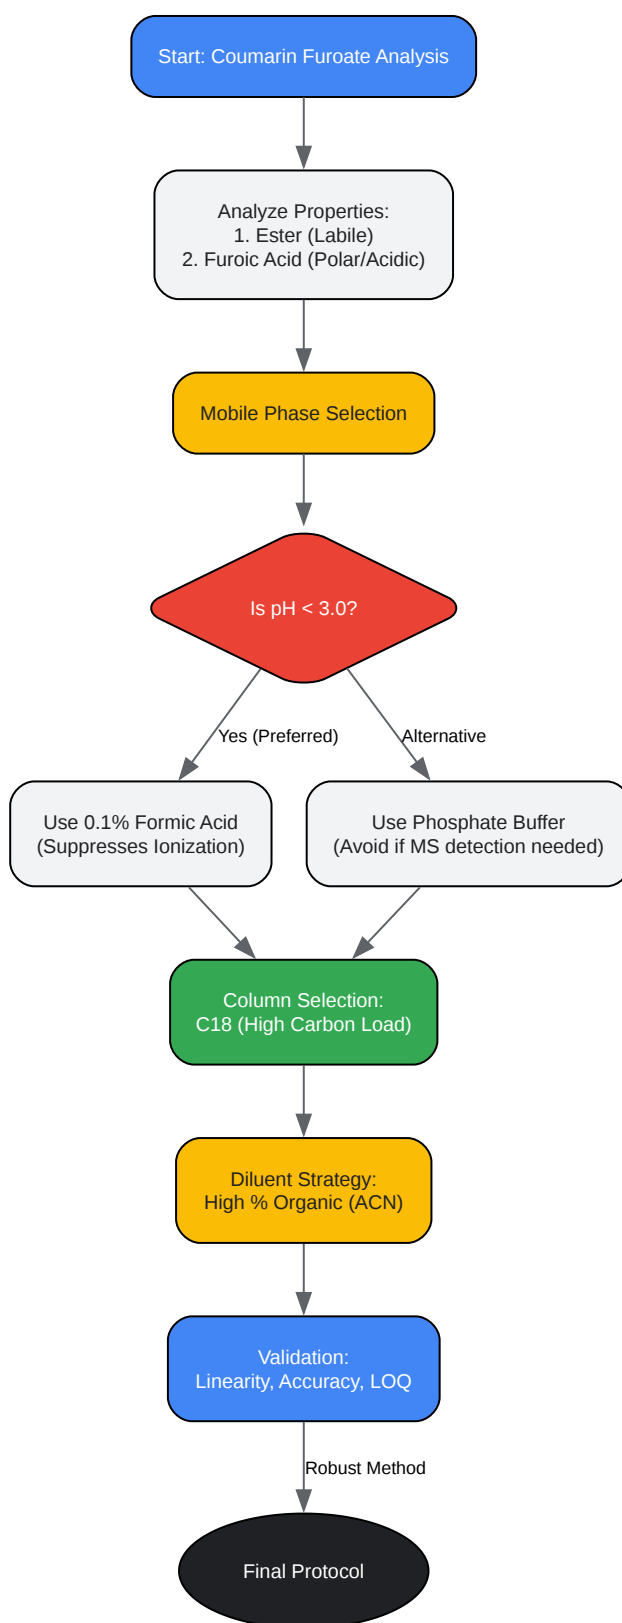 Start: Coumarin Furoate Analysis
Analyze Properties:
1. Ester (Labile)
2. Furoic Acid (Polar/Acidic)
Mobile Phase Selection
Is pH < 3.0?
Yes (Preferred)
Alternative
Use 0.1% Formic Acid
(Suppresses Ionization)
Use Phosphate Buffer
(Avoid if MS detection needed)
Column Selection:
C18 (High Carbon Load)
Diluent Strategy:
High % Organic (ACN)
Validation:
Linearity, Accuracy, LOQ
Robust Method
Final Protocol